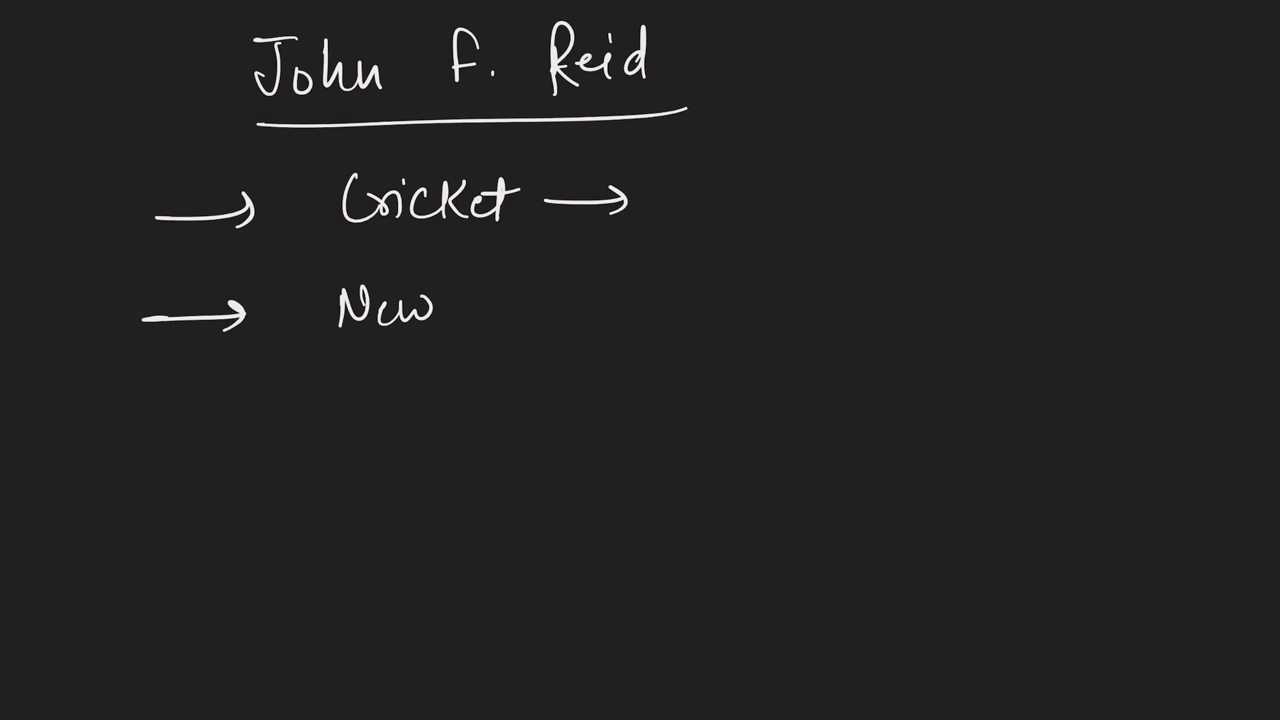 John F. Reid
→ Cricket →
→ New